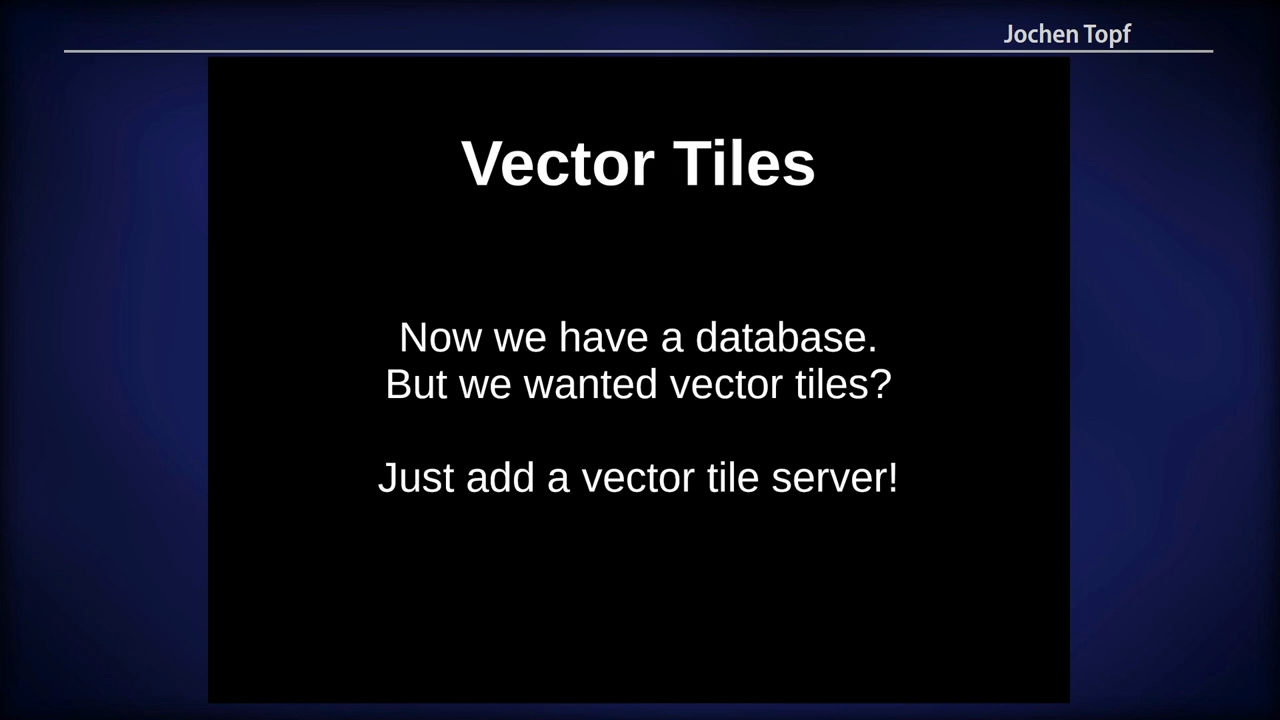 Jochen Topf
Vector Tiles
Now we have a database.
But we wanted vector tiles?
Just add a vector tile server!